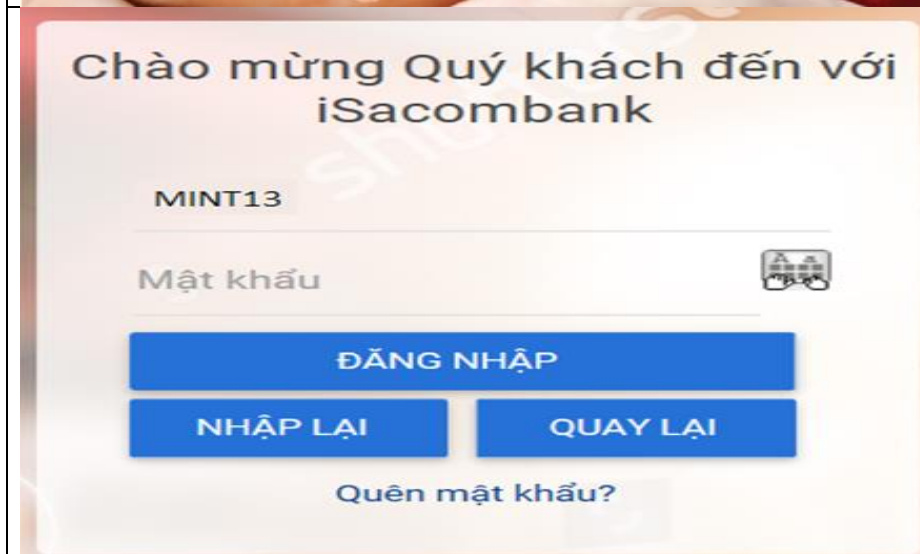 Chào mừng Quý khách đến với
iSacombank
MINT13
Mật khẩu
ĐĂNG NHẬP
NHẬP LẠI
QUAY LẠI
Quên mật khẩu?